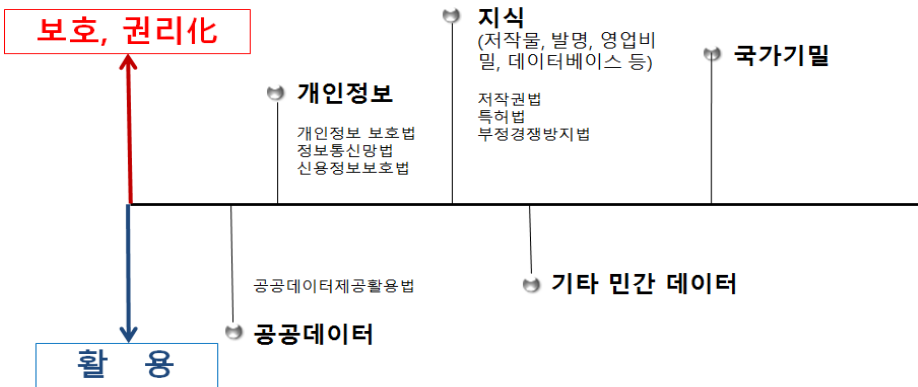 보호, 권리化
지식
(저작물, 발명, 영업비
밀, 데이터베이스 등)
저작권법
특허법
부정경쟁방지법
국가기밀
개인정보
개인정보 보호법
정보통신망법
신용정보보호법
공공데이터제공활용법
공공데이터
기타 민간 데이터
활 용